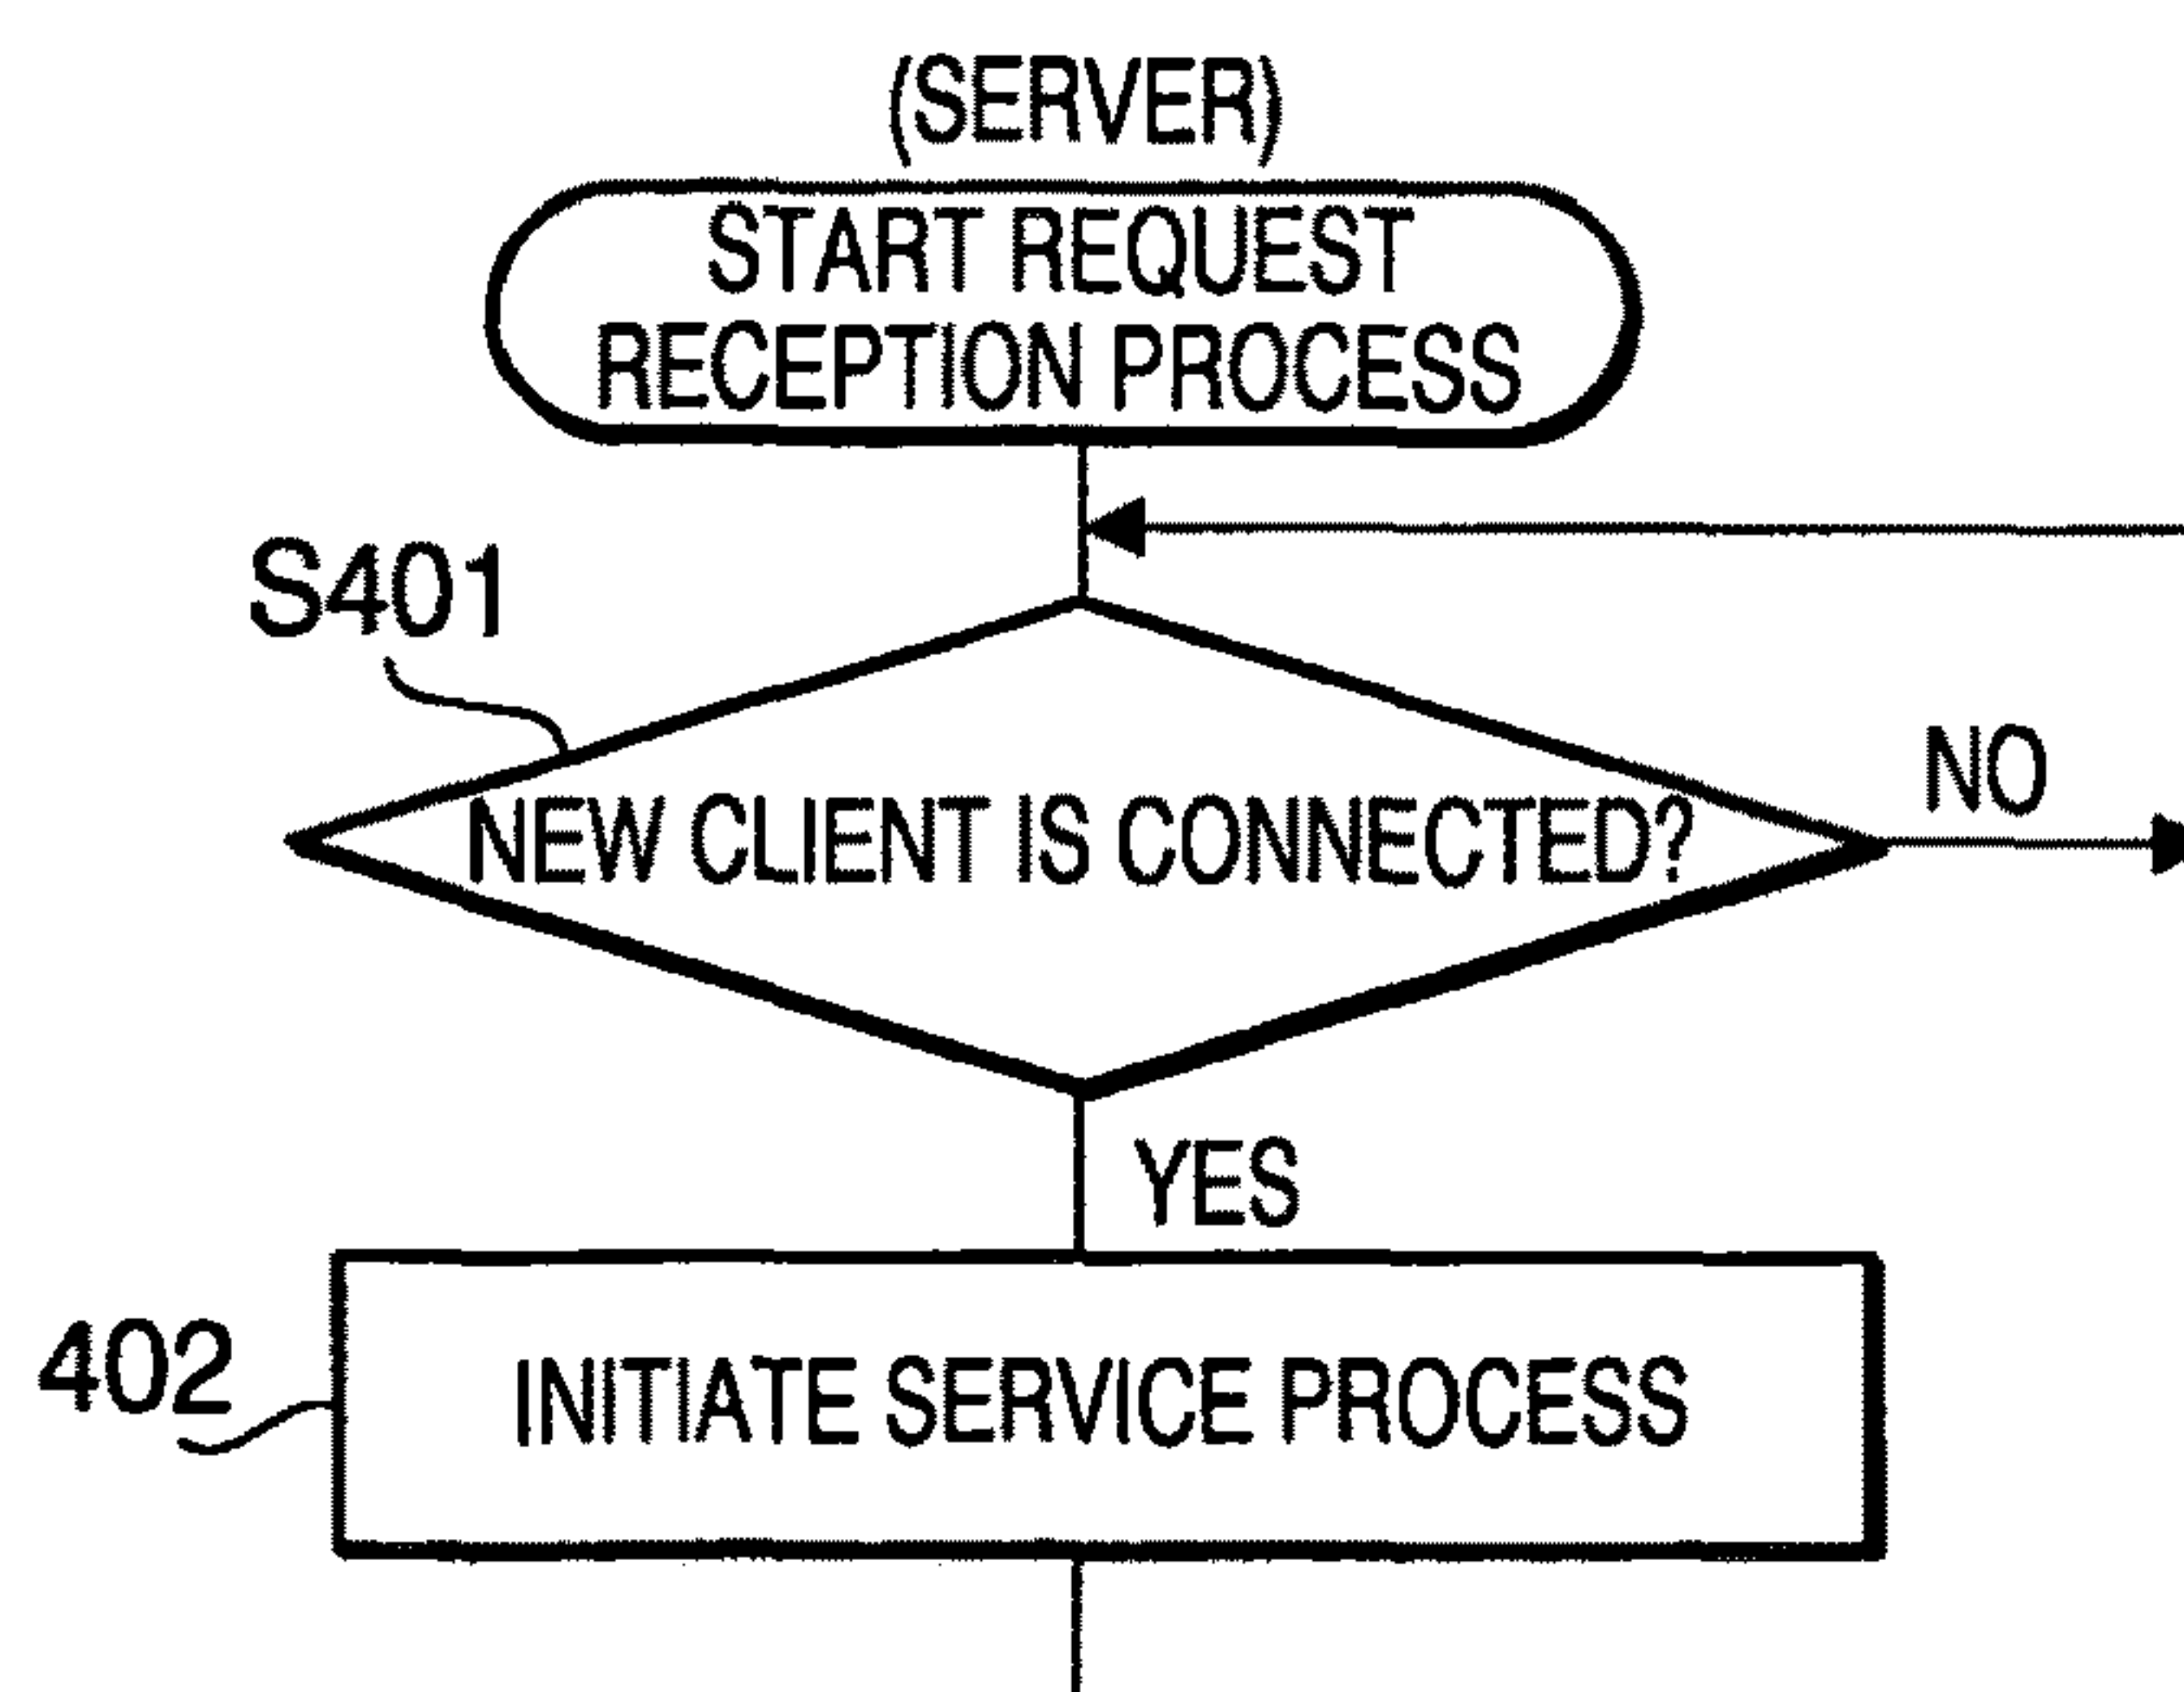 (SERVER)
START REQUEST
RECEPTION PROCESS
S401
NO
NEW CLIENT IS CONNECTED?
YES
402
INITIATE SERVICE PROCESS